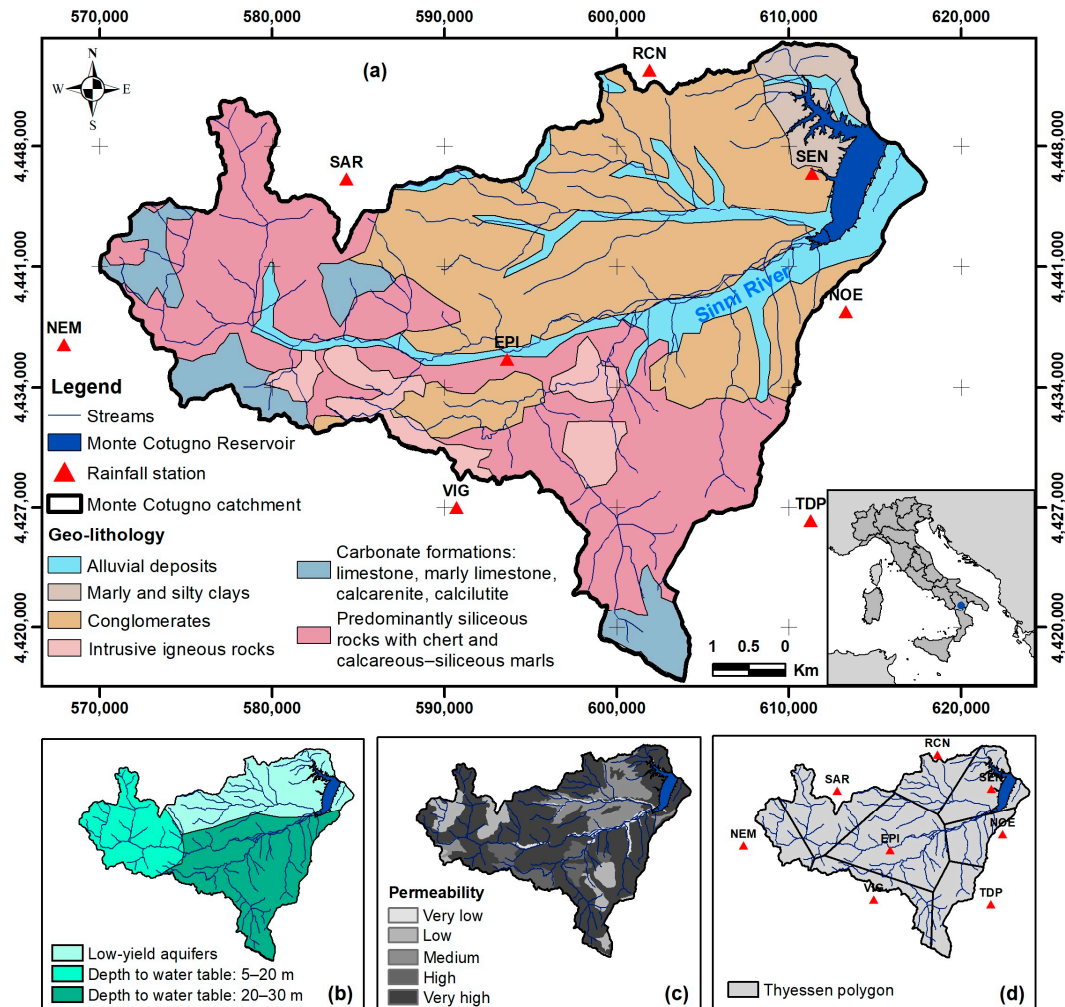 570,000 580,000 590,000 600,000 610,000 620,000
4,448,000
4,441,000
4,434,000
4,427,000
4,420,000
N
W E
S
(a)
RCN
SAR
SEN
NOE
NEM
EPI
VIG
TDP
Sinni River
Legend
Streams
Monte Cotugno Reservoir
Rainfall station
Monte Cotugno catchment
Geo-lithology
Alluvial deposits
Marly and silty clays
Conglomerates
Intrusive igneous rocks
Carbonate formations:
limestone, marly limestone,
calcarenite, calcilutite
Predominantly siliceous
rocks with chert and
calcareous–siliceous marls
1 0.5 0
Km
4,448,000
4,441,000
4,434,000
4,427,000
4,420,000
570,000 580,000 590,000 600,000 610,000 620,000
Low-yield aquifers
Depth to water table: 5–20 m
Depth to water table: 20–30 m
(b)
Permeability
Very low
Low
Medium
High
Very high
(c)
RCN
SAR
SEN
NOE
NEM
EPI
VIG
TDP
Thyessen polygon
(d)